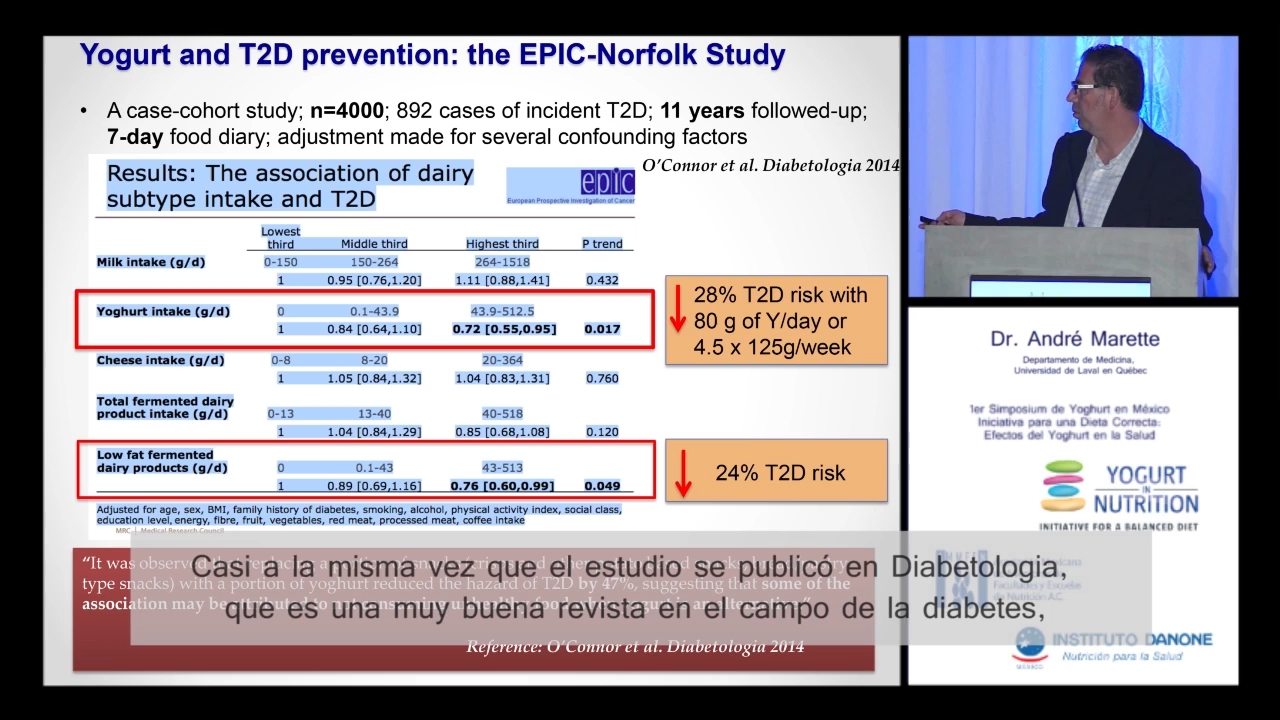 Yogurt and T2D prevention: the EPIC-Norfolk Study
• A case-cohort study; n=4000; 892 cases of incident T2D; 11 years followed-up;
7-day food diary; adjustment made for several confounding factors
O'Connor et al. Diabetologia 2014
Results: The association of dairy
subtype intake and T2D
epic
European Prospective Investigation of Cancer
Lowest
third Middle third Highest third P trend
Milk intake (g/d) 0-150 150-264 264-1518
1 0.95 [0.76,1.20] 1.11 [0.88,1.41] 0.432
Yoghurt intake (g/d) 0 0.1-43.9 43.9-512.5
1 0.84 [0.64,1.10] 0.72 [0.55,0.95] 0.017
Cheese intake (g/d) 0-8 8-20 20-364
1 1.05 [0.84,1.32] 1.04 [0.83,1.31] 0.760
Total fermented dairy
product intake (g/d) 0-13 13-40 40-518
1 1.04 [0.84,1.29] 0.85 [0.68,1.08] 0.120
Low fat fermented
dairy products (g/d) 0 0.1-43 43-513
1 0.89 [0.69,1.16] 0.76 [0.60,0.99] 0.049
Adjusted for age, sex, BMI, family history of diabetes, smoking, alcohol, physical activity index, social class,
education level, energy, fibre, fruit, vegetables, red meat, processed meat, coffee intake
MRC | Medical Research Council
28% T2D risk with
80 g of Y/day or
4.5 x 125g/week
24% T2D risk
"It was
type snacks) with a portion of yoghurt reduced the hazard of T2D by 47%, suggesting that some of the
association may be
Reference: O'Connor et al. Diabetologia 2014
Casi a la misma vez que el estudio se publicó en Diabetologia,
que es una muy buena revista en el campo de la diabetes,
Dr. André Marette
Departamento de Medicina,
Universidad de Laval en Québec
1er Simposium de Yoghurt en México
Iniciativa para una Dieta Correcta:
Efectos del Yoghurt en la Salud
YOGURT
IN
NUTRITION
INITIATIVE FOR A BALANCED DIET
de Nutrición A.C.
INSTITUTO DANONE
Nutrición para la Salud
MÉXICO